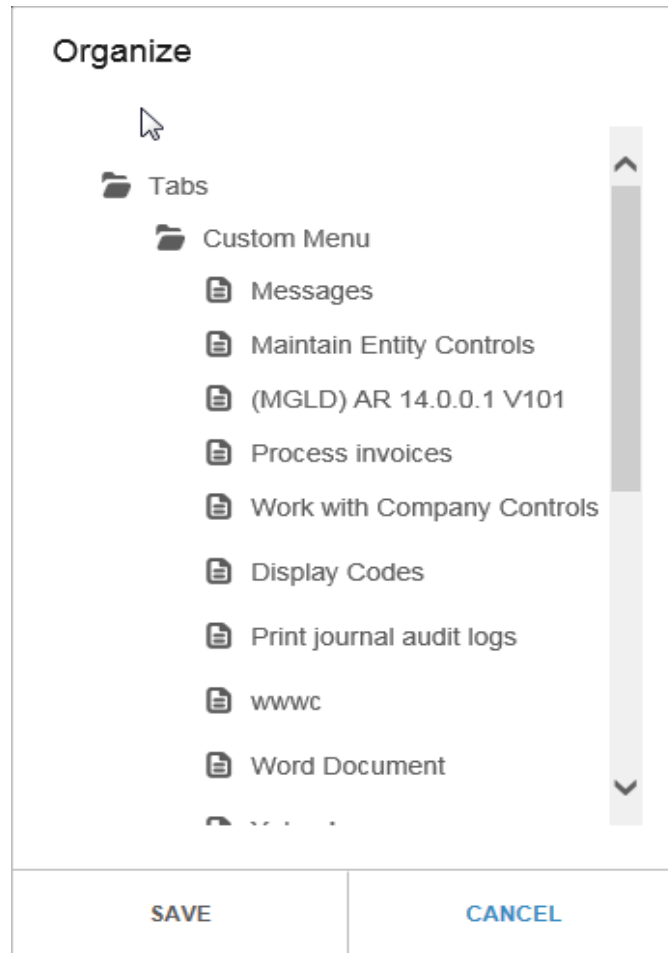 Organize
Tabs
Custom Menu
Messages
Maintain Entity Controls
(MGLD) AR 14.0.0.1 V101
Process invoices
Work with Company Controls
Display Codes
Print journal audit logs
wwwc
Word Document
SAVE
CANCEL